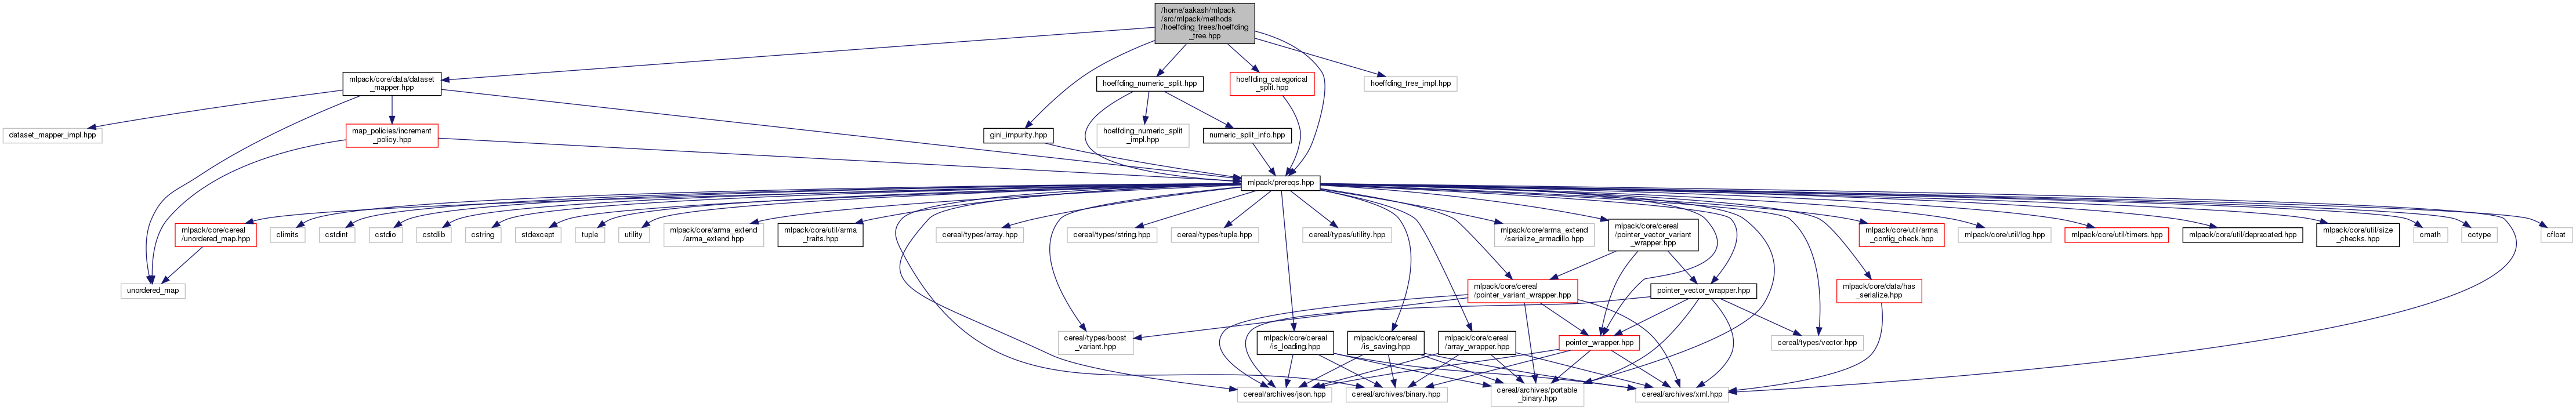 /home/aakash/mlpack
/src/mlpack/methods
/hoeffding_trees/hoeffding
_tree.hpp
mlpack/core/data/dataset
_mapper.hpp
hoeffding_numeric_split.hpp
hoeffding_categorical
_split.hpp
hoeffding_tree_impl.hpp
dataset_mapper_impl.hpp
map_policies/increment
_policy.hpp
gini_impurity.hpp
hoeffding_numeric_split
_impl.hpp
numeric_split_info.hpp
mlpack/prereqs.hpp
mlpack/core/cereal
/unordered_map.hpp
climits
cstdint
cstdio
cstdlib
cstring
stdexcept
tuple
utility
mlpack/core/arma_extend
/arma_extend.hpp
mlpack/core/util/arma
_traits.hpp
cereal/types/array.hpp
cereal/types/string.hpp
cereal/types/tuple.hpp
cereal/types/utility.hpp
mlpack/core/arma_extend
/serialize_armadillo.hpp
mlpack/core/cereal
/pointer_vector_variant
_wrapper.hpp
mlpack/core/util/arma
_config_check.hpp
mlpack/core/util/log.hpp
mlpack/core/util/timers.hpp
mlpack/core/util/deprecated.hpp
mlpack/core/util/size
_checks.hpp
cmath
cctype
cfloat
unordered_map
mlpack/core/cereal
/pointer_variant_wrapper.hpp
pointer_vector_wrapper.hpp
mlpack/core/data/has
_serialize.hpp
cereal/types/boost
_variant.hpp
mlpack/core/cereal
/is_loading.hpp
mlpack/core/cereal
/is_saving.hpp
mlpack/core/cereal
/array_wrapper.hpp
pointer_wrapper.hpp
cereal/types/vector.hpp
cereal/archives/json.hpp
cereal/archives/binary.hpp
cereal/archives/portable
_binary.hpp
cereal/archives/xml.hpp